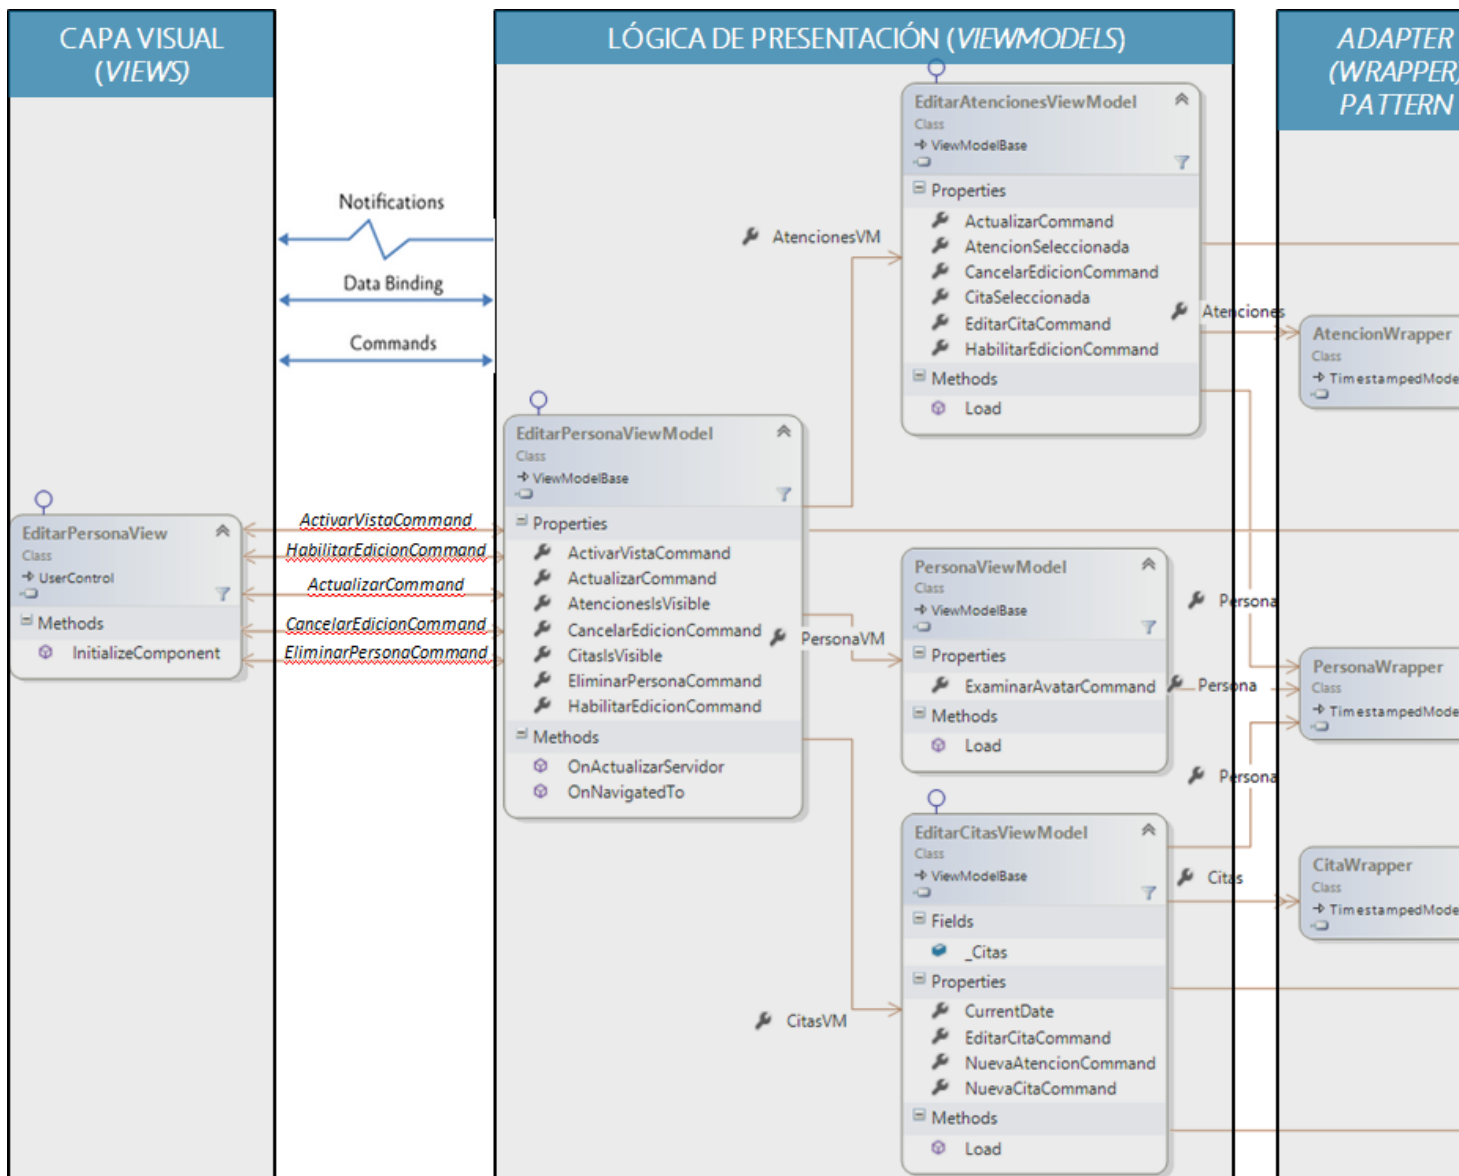 CAPA VISUAL
(VIEWS)
LÓGICA DE PRESENTACIÓN (VIEWMODELS)
ADAPTER
(WRAPPER)
PATTERN
Notifications
Data Binding
Commands
EditarPersonaView
Class
UserControl
Methods
InitializeComponent
ActivarVistaCommand
HabilitarEdicionCommand
ActualizarCommand
CancelarEdicionCommand
EliminarPersonaCommand
EditarPersonaViewModel
Class
ViewModelBase
Properties
ActivarVistaCommand
ActualizarCommand
AtencionesIsVisible
CancelarEdicionCommand
CitasIsVisible
EliminarPersonaCommand
HabilitarEdicionCommand
Methods
OnActualizarServidor
OnNavigatedTo
AtencionesVM
PersonaVM
CitasVM
EditarAtencionesViewModel
Class
ViewModelBase
Properties
ActualizarCommand
AtencionSeleccionada
CancelarEdicionCommand
CitaSeleccionada
EditarCitaCommand
HabilitarEdicionCommand
Methods
Load
PersonaViewModel
Class
ViewModelBase
Properties
ExaminarAvatarCommand
Methods
Load
EditarCitasViewModel
Class
ViewModelBase
Fields
_Citas
Properties
CurrentDate
EditarCitaCommand
NuevaAtencionCommand
NuevaCitaCommand
Methods
Load
Atenciones
Persona
Persona
Persona
Citas
AtencionWrapper
Class
TimestampedMode
PersonaWrapper
Class
TimestampedMode
CitaWrapper
Class
TimestampedMode